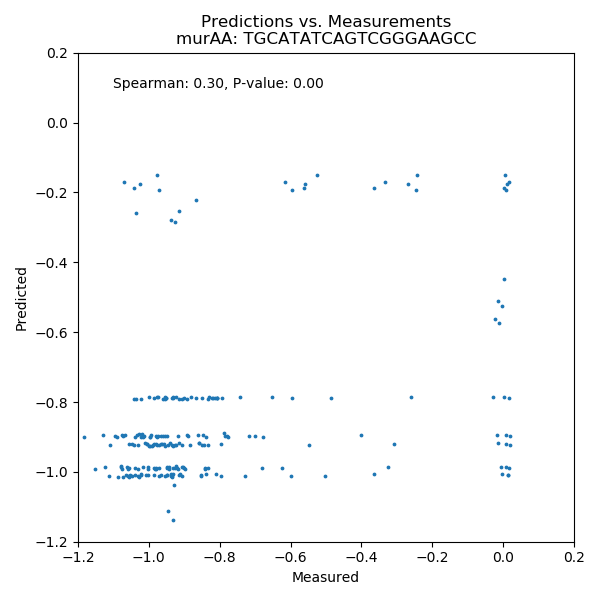 Predictions vs. Measurements
murAA: TGCATATCAGTCGGGAAGCC
Spearman: 0.30, P-value: 0.00
0.2
0.0
−0.2
−0.4
−0.6
−0.8
−1.0
−1.2
Predicted
−1.2 −1.0 −0.8 −0.6 −0.4 −0.2 0.0 0.2
Measured